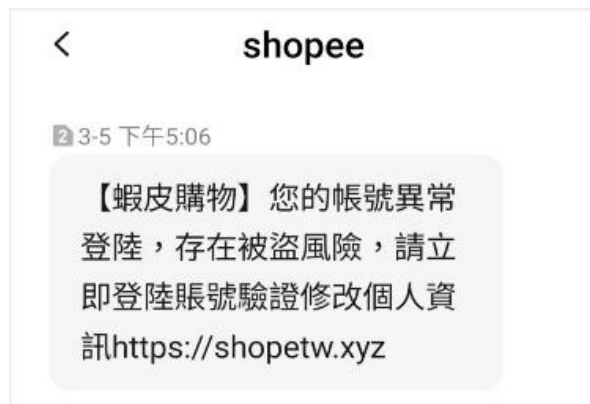 shopee
2 3-5 下午5:06
【蝦皮購物】您的帳號異常
登陸，存在被盜風險，請立
即登陸賬號驗證修改個人資
訊https://shopetw.xyz